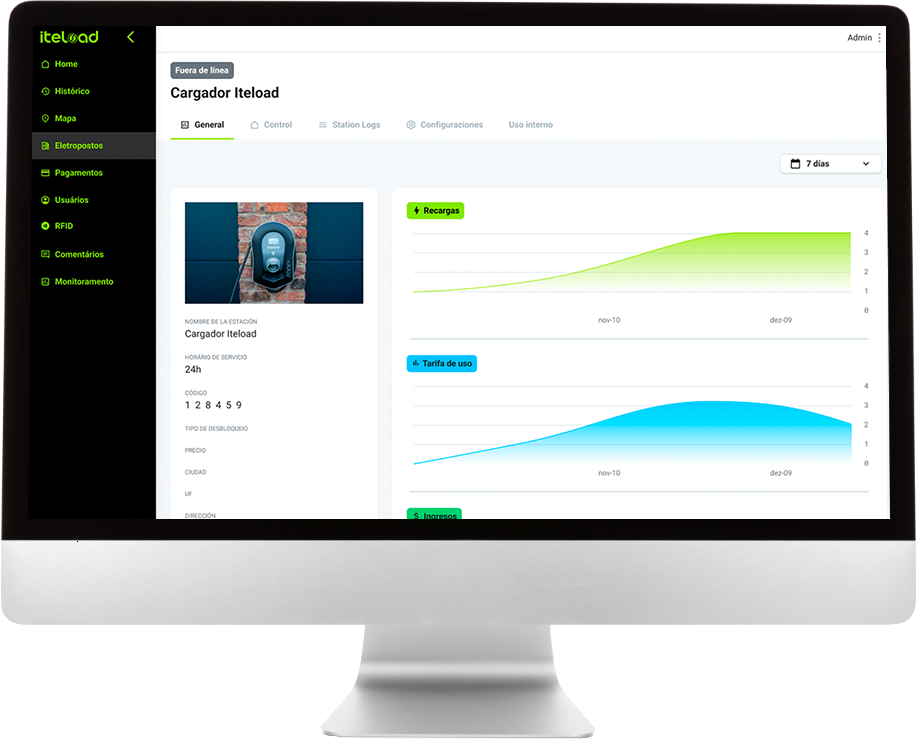 iteload
Home
Histórico
Mapa
Eletropostos
Pagamentos
Usuários
RFID
Comentários
Monitoramento
Admin
Fuera de línea
Cargador Iteload
General
Control
Station Logs
Configuraciones
Uso interno
7 días
NOMBRE DE LA ESTACIÓN
Cargador Iteload
HORÁRIO DE SERVICIO
24h
CÓDIGO
1 2 8 4 5 9
TIPO DE DESBLOQUEIO
PRECIO
CIUDAD
UF
DIRECCIÓN
Recargas
4
3
2
1
0
nov-10
dez-09
Tarifa de uso
4
3
2
1
0
nov-10
dez-09
$ Ingresos